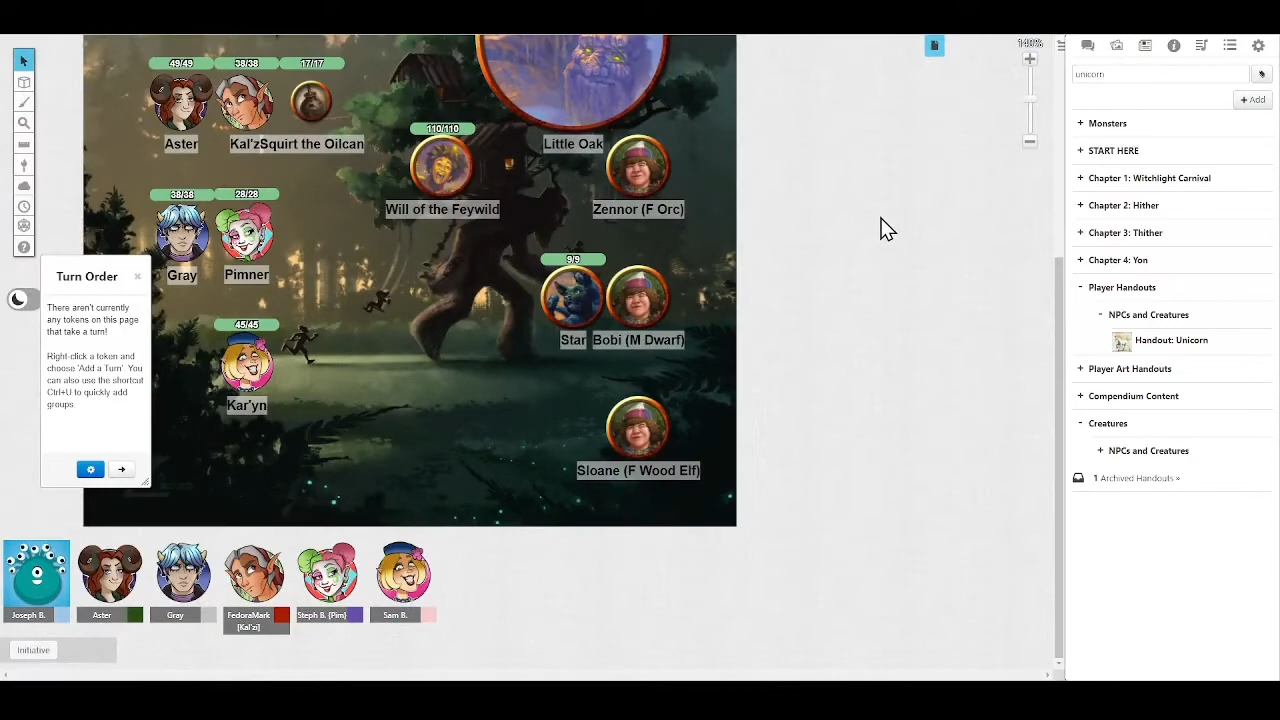 140%
unicorn
+ Add
49/49
38/38
17/17
Aster
Kal'z
Squirt the Oilcan
110/110
Will of the Feywild
Little Oak
Zennor (F Orc)
38/38
28/28
Gray
Pimner
9/9
Star
Bobi (M Dwarf)
45/45
Kar'yn
Sloane (F Wood Elf)
Turn Order
×
There aren't currently
any tokens on this page
that take a turn!
Right-click a token and
choose 'Add a Turn'. You
can also use the shortcut
Ctrl+U to quickly add
groups.
+ Monsters
+ START HERE
+ Chapter 1: Witchlight Carnival
+ Chapter 2: Hither
+ Chapter 3: Thither
+ Chapter 4: Yon
- Player Handouts
- NPCs and Creatures
Handout: Unicorn
+ Player Art Handouts
+ Compendium Content
- Creatures
+ NPCs and Creatures
1 Archived Handouts »
Joseph B.
Aster
Gray
FedoraMark
[Kal'zi]
Steph B. {Pim}
Sam B.
Initiative